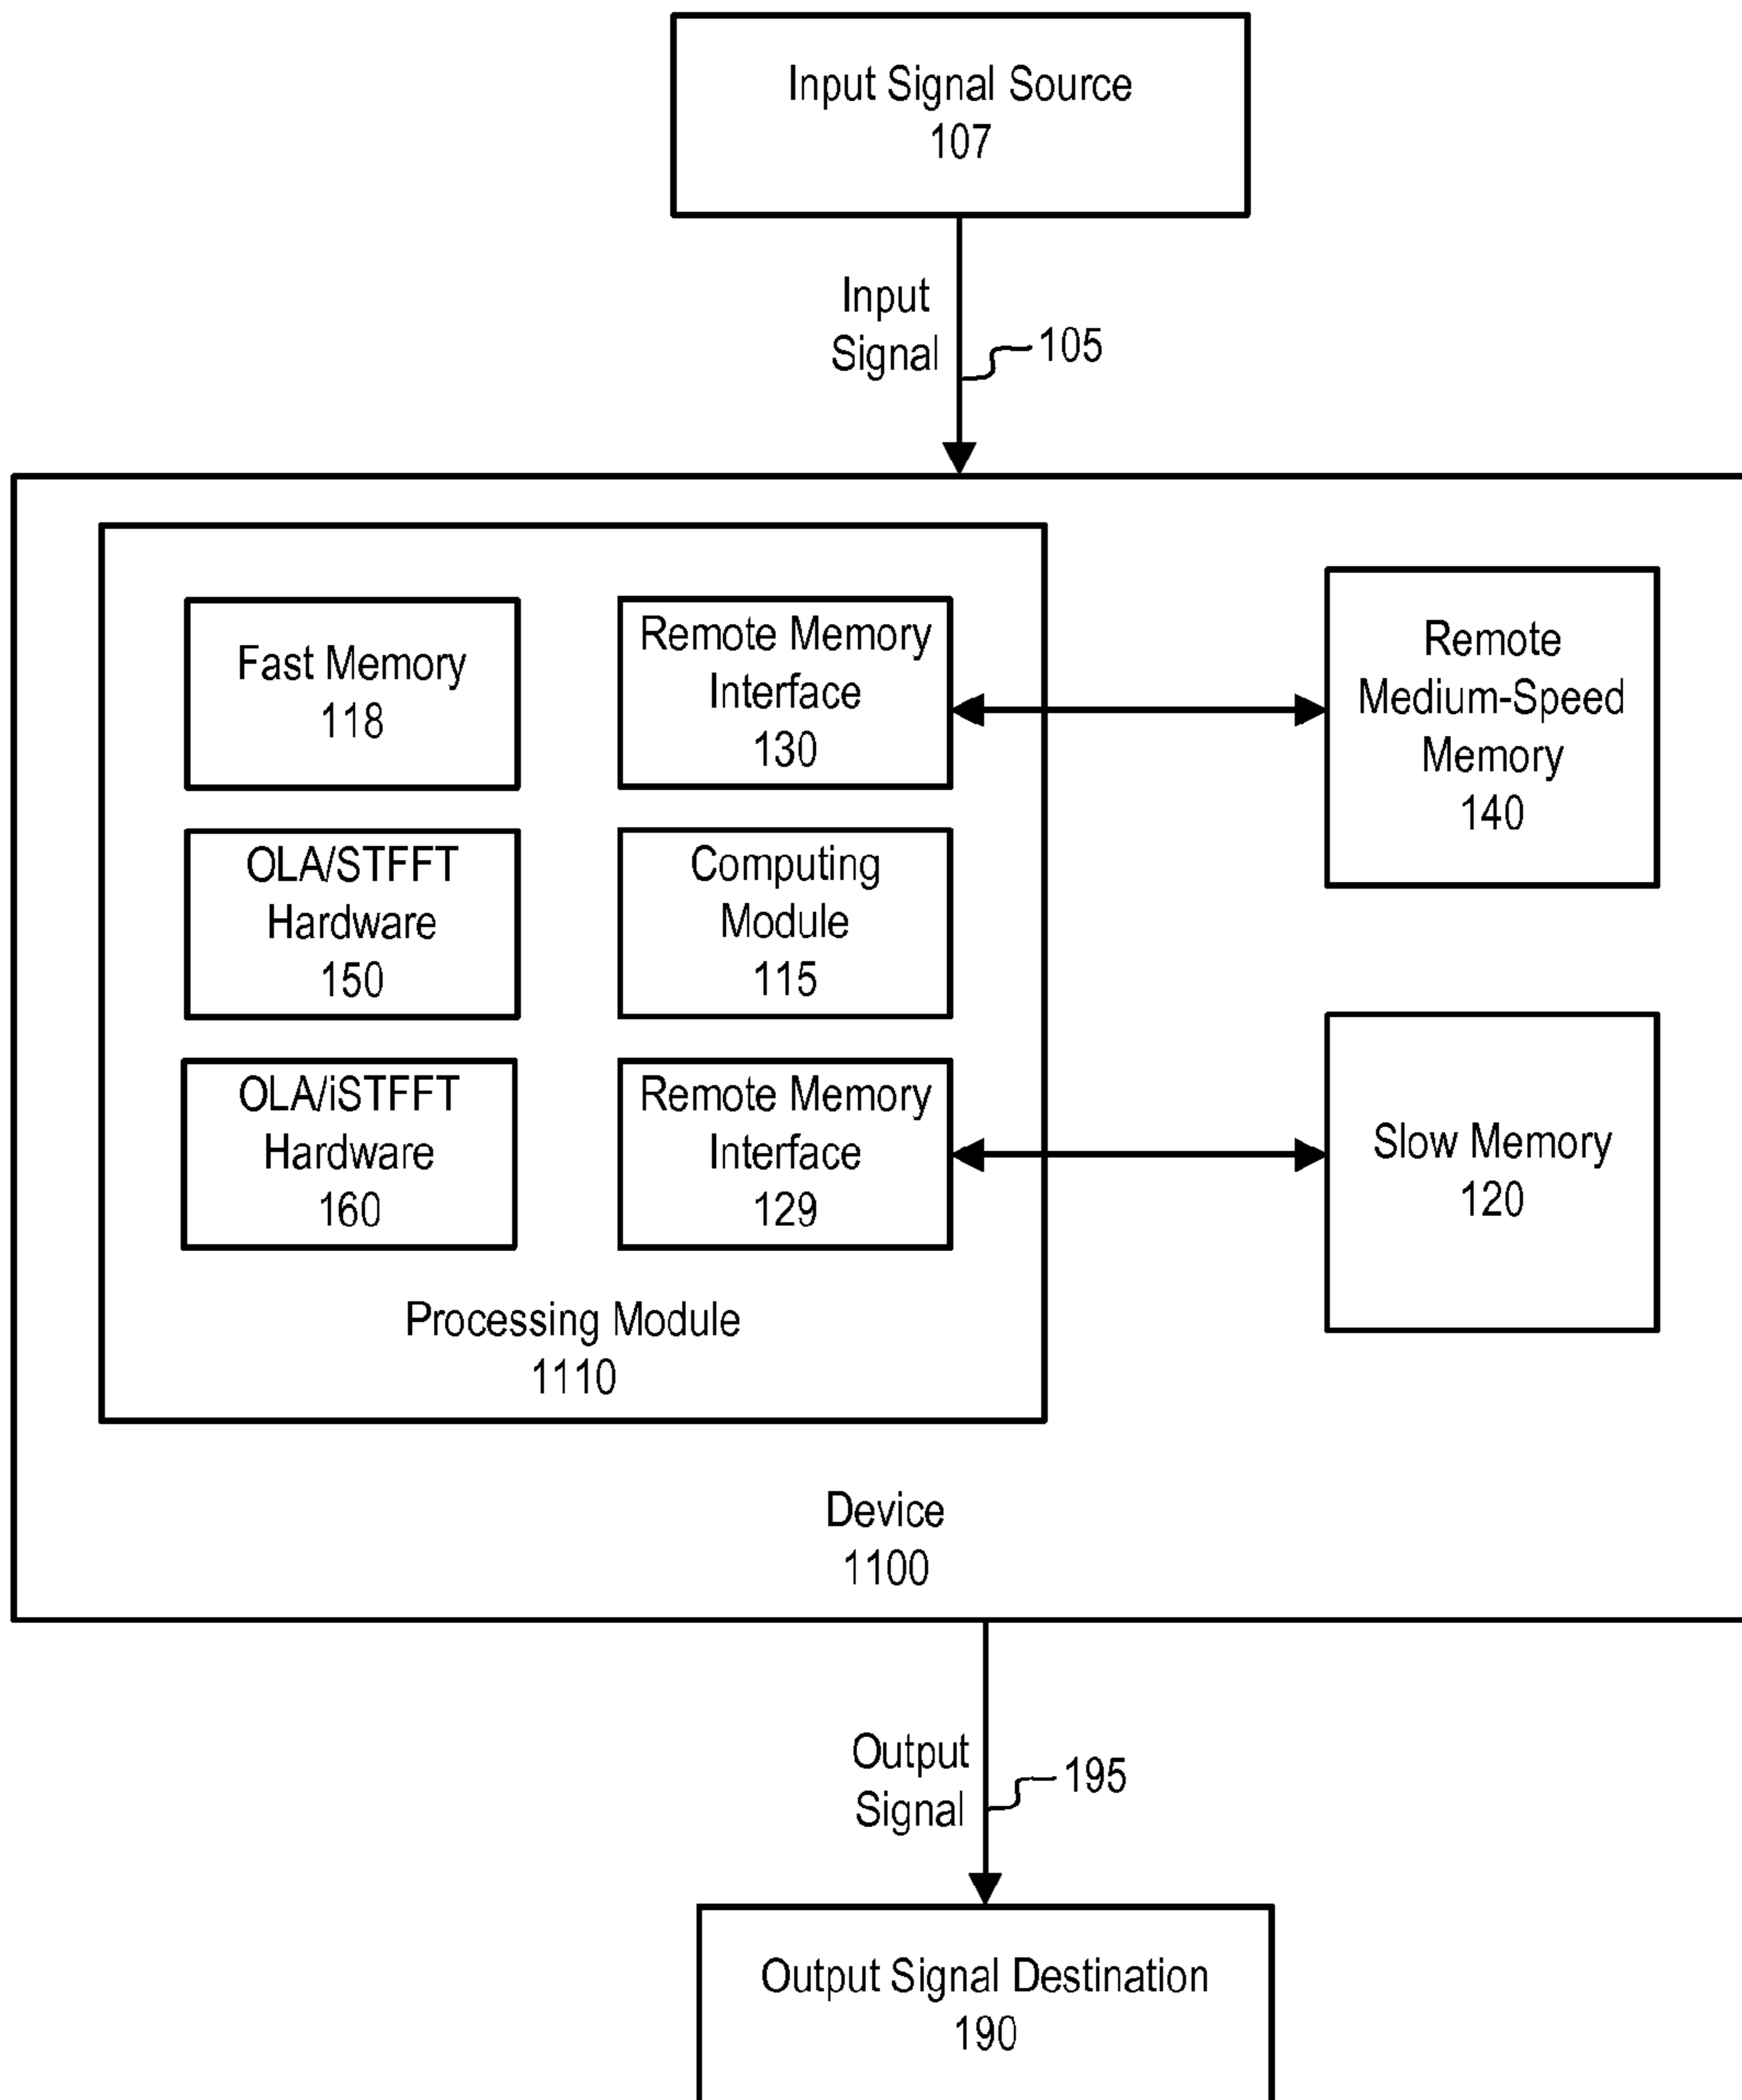 Input Signal Source
107
Input
Signal
105
Fast Memory
118
Remote Memory
Interface
130
Remote
Medium-Speed
Memory
140
OLA/STFFT
Hardware
150
Computing
Module
115
OLA/iSTFFT
Hardware
160
Remote Memory
Interface
129
Slow Memory
120
Processing Module
1110
Device
1100
Output
Signal
195
Output Signal Destination
190